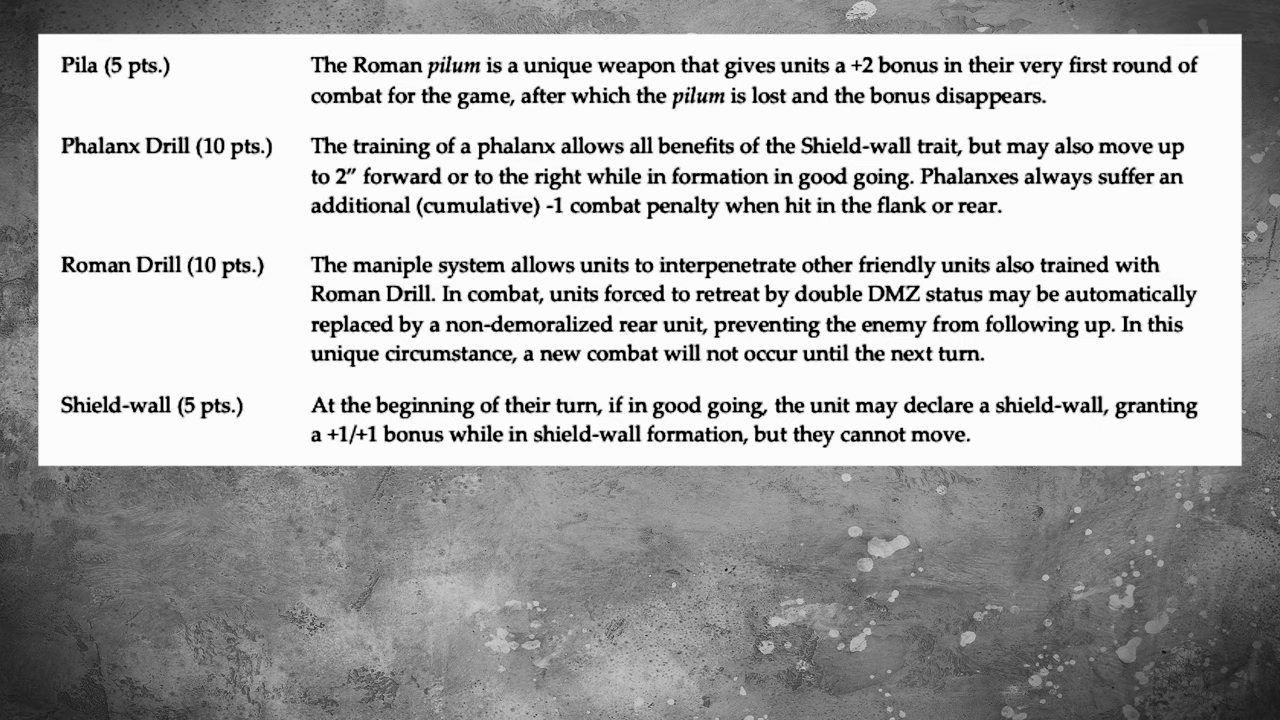 Pila (5 pts.) The Roman pilum is a unique weapon that gives units a +2 bonus in their very first round of
combat for the game, after which the pilum is lost and the bonus disappears.
Phalanx Drill (10 pts.) The training of a phalanx allows all benefits of the Shield-wall trait, but may also move up
to 2” forward or to the right while in formation in good going. Phalanxes always suffer an
additional (cumulative) -1 combat penalty when hit in the flank or rear.
Roman Drill (10 pts.) The maniple system allows units to interpenetrate other friendly units also trained with
Roman Drill. In combat, units forced to retreat by double DMZ status may be automatically
replaced by a non-demoralized rear unit, preventing the enemy from following up. In this
unique circumstance, a new combat will not occur until the next turn.
Shield-wall (5 pts.) At the beginning of their turn, if in good going, the unit may declare a shield-wall, granting
a +1/+1 bonus while in shield-wall formation, but they cannot move.